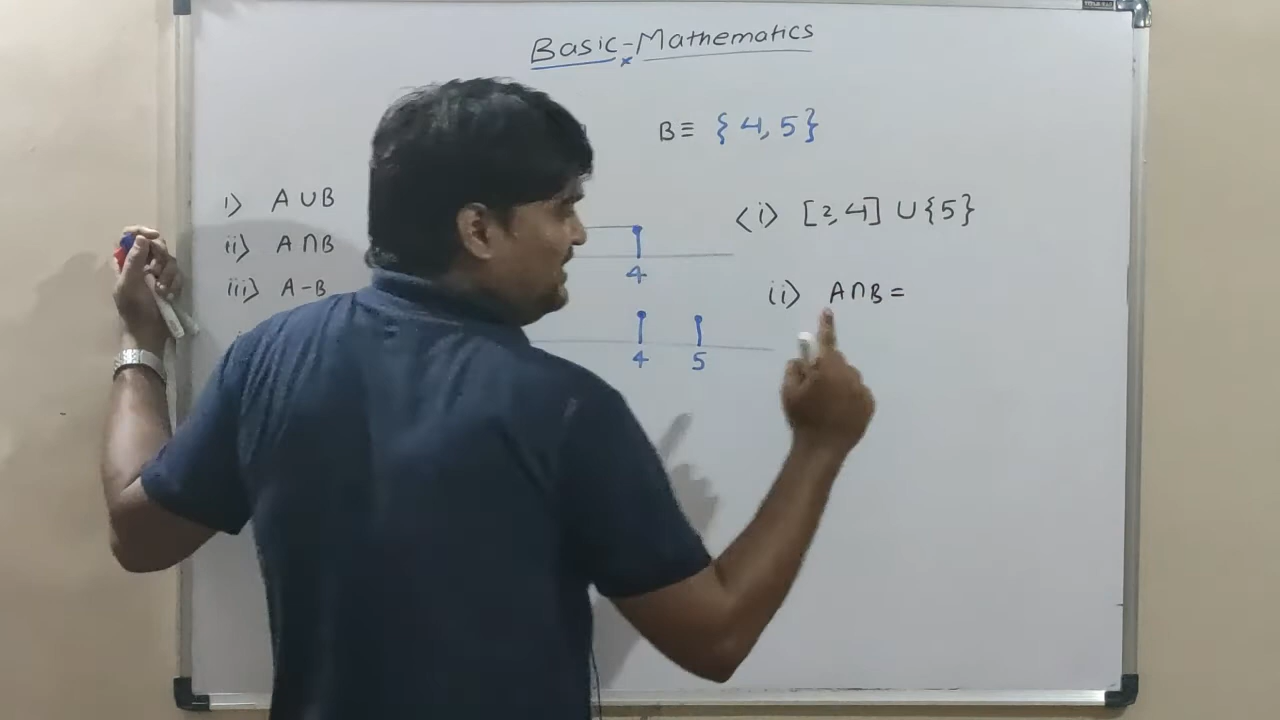 Basic-Mathematics
B≡ {4,5}
i) A∪B
ii) A∩B
iii) A-B
(i) [2,4] ∪{5}
4
(ii) A∩B=
4 5